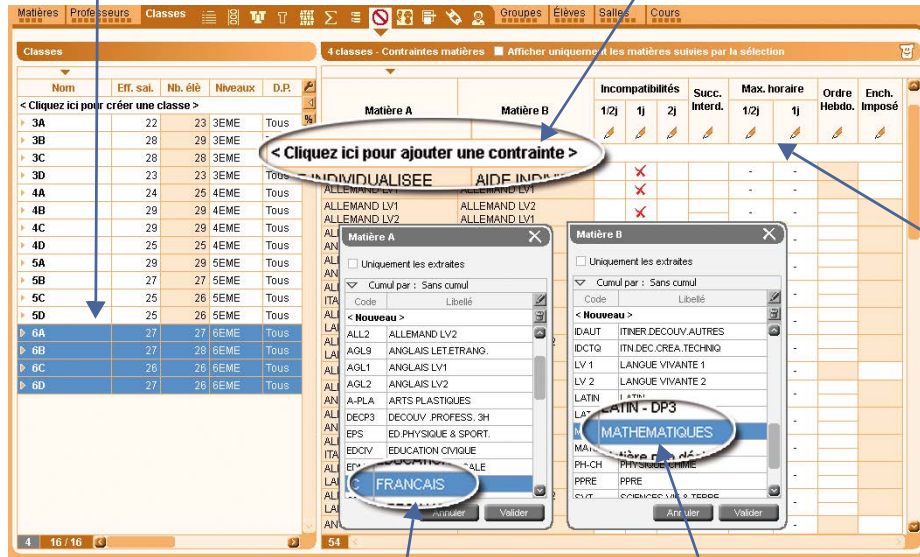 Matières Professeurs Classes Groupes Élèves Salles Cours
Classes
Nom Eff. sai. Nb. élè Niveaux D.P.
< Cliquez ici pour créer une classe >
3A 22 23 3EME Tous
3B 28 29 3EME
3C 28 28 3EME
3D 23 23 3EME Tous
4A 24 25 4EME Tous
4B 29 29 4EME Tous
4C 29 29 4EME Tous
4D 25 25 4EME Tous
5A 29 29 5EME Tous
5B 27 27 5EME Tous
5C 25 26 5EME Tous
5D 25 26 5EME Tous
6A 27 27 6EME Tous
6B 27 28 6EME Tous
6C 26 26 6EME Tous
6D 27 26 6EME Tous
4 16 / 16
4 classes - Contraintes matières Afficher uniquement les matières suivies par la sélection
Matière A Matière B Incompatibilités Succ. Interd. Max. horaire Ordre Hebdo. Ench. Imposé
1/2j 1j 2j 1/2j 1j
< Cliquez ici pour ajouter une contrainte >
INDIVIDUALISEE
ALLEMAND LV1 ALLEMAND LV1
ALLEMAND LV1 ALLEMAND LV2
ALLEMAND LV2 ALLEMAND LV1
54
Matière A
Uniquement les extraites
Cumul par : Sans cumul
Code Libellé
< Nouveau >
ALL2 ALLEMAND LV2
AGL9 ANGLAIS LET.ETRANG.
AGL1 ANGLAIS LV1
AGL2 ANGLAIS LV2
A-PLA ARTS PLASTIQUES
DECP3 DECOUV .PROFESS. 3H
EPS ED.PHYSIQUE & SPORT.
EDCIV EDUCATION CIVIQUE
FRANCAIS
Annuler Valider
Matière B
Uniquement les extraites
Cumul par : Sans cumul
Code Libellé
< Nouveau >
IDAUT ITINER.DECOUV.AUTRES
IDCTQ ITN.DEC.CREA.TECHNIQ
LV 1 LANGUE VIVANTE 1
LV 2 LANGUE VIVANTE 2
LATIN LATIN
LATIN - DP3
MATHEMATIQUES
PH-CH PHYSIQUE-CHIMIE
PPRE PPRE
SVT SCIENCES VIE & TERRE
Annuler Valider